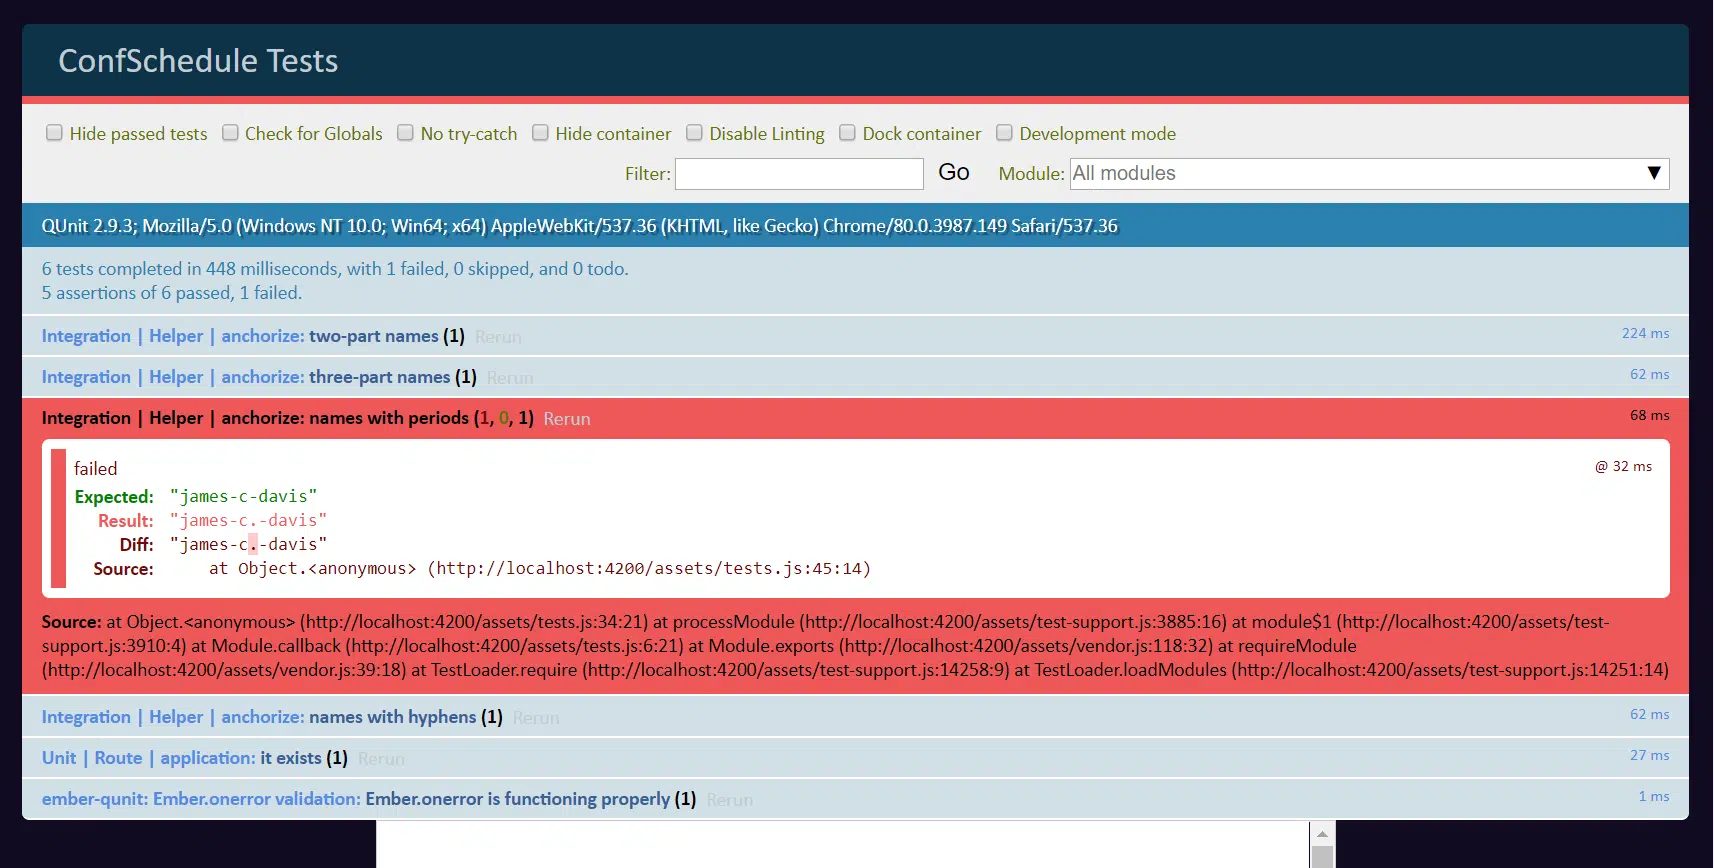 ConfSchedule Tests
Hide passed tests Check for Globals No try-catch Hide container Disable Linting Dock container Development mode
Filter: Go Module: All modules ▼
QUnit 2.9.3; Mozilla/5.0 (Windows NT 10.0; Win64; x64) AppleWebKit/537.36 (KHTML, like Gecko) Chrome/80.0.3987.149 Safari/537.36
6 tests completed in 448 milliseconds, with 1 failed, 0 skipped, and 0 todo.
5 assertions of 6 passed, 1 failed.
Integration | Helper | anchorize: two-part names (1) Rerun 224 ms
Integration | Helper | anchorize: three-part names (1) Rerun 62 ms
Integration | Helper | anchorize: names with periods (1, 0, 1) Rerun 68 ms
failed @ 32 ms
Expected: "james-c-davis"
Result: "james-c.-davis"
Diff: "james-c.-davis"
Source: at Object.<anonymous> (http://localhost:4200/assets/tests.js:45:14)
Source: at Object.<anonymous> (http://localhost:4200/assets/tests.js:34:21) at processModule (http://localhost:4200/assets/test-support.js:3885:16) at module$1 (http://localhost:4200/assets/test-
support.js:3910:4) at Module.callback (http://localhost:4200/assets/tests.js:6:21) at Module.exports (http://localhost:4200/assets/vendor.js:118:32) at requireModule
(http://localhost:4200/assets/vendor.js:39:18) at TestLoader.require (http://localhost:4200/assets/test-support.js:14258:9) at TestLoader.loadModules (http://localhost:4200/assets/test-support.js:14251:14)
Integration | Helper | anchorize: names with hyphens (1) Rerun 62 ms
Unit | Route | application: it exists (1) Rerun 27 ms
ember-qunit: Ember.onerror validation: Ember.onerror is functioning properly (1) Rerun 1 ms